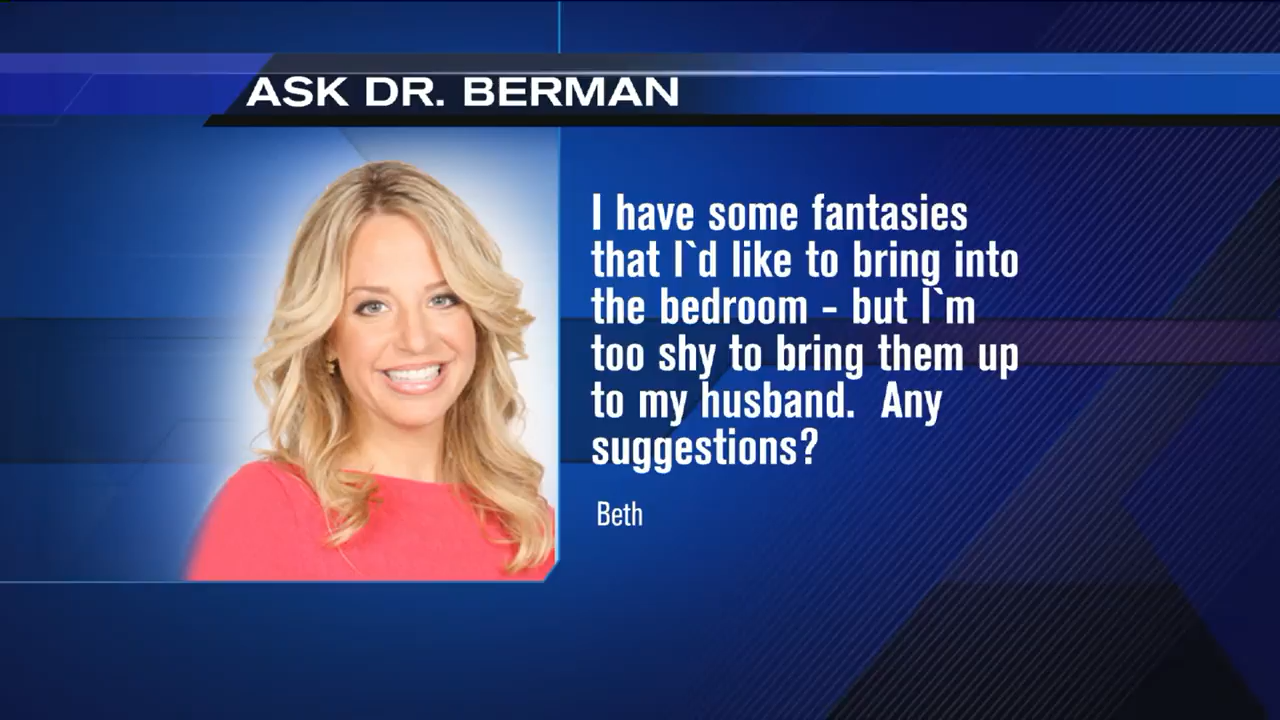 ASK DR. BERMAN
I have some fantasies
that I`d like to bring into
the bedroom - but I`m
too shy to bring them up
to my husband.  Any
suggestions?
Beth